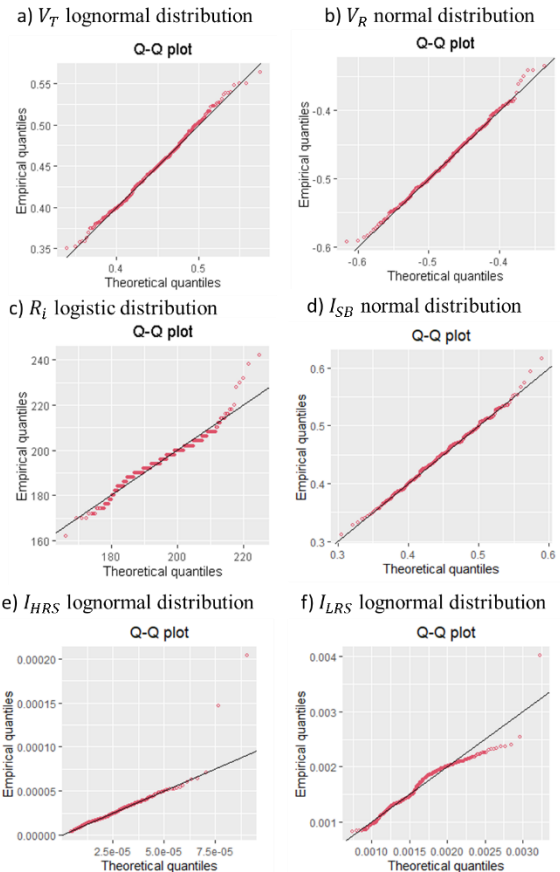 a) V_T lognormal distribution
b) V_R normal distribution
Q-Q plot
Q-Q plot
Empirical quantiles
0.55
0.50
0.45
0.40
0.35
0.4 0.5
Theoretical quantiles
Empirical quantiles
-0.4
-0.5
-0.6
-0.6 -0.5 -0.4
Theoretical quantiles
c) R_i logistic distribution
d) I_SB normal distribution
Q-Q plot
Q-Q plot
Empirical quantiles
240
220
200
180
160
180 200 220
Theoretical quantiles
Empirical quantiles
0.6
0.5
0.4
0.3
0.3 0.4 0.5 0.6
Theoretical quantiles
e) I_HRS lognormal distribution
f) I_LRS lognormal distribution
Q-Q plot
Q-Q plot
Empirical quantiles
0.00020
0.00015
0.00010
0.00005
0.00000
2.5e-05 5.0e-05 7.5e-05
Theoretical quantiles
Empirical quantiles
0.004
0.003
0.002
0.001
0.0010 0.0015 0.0020 0.0025 0.0030
Theoretical quantiles